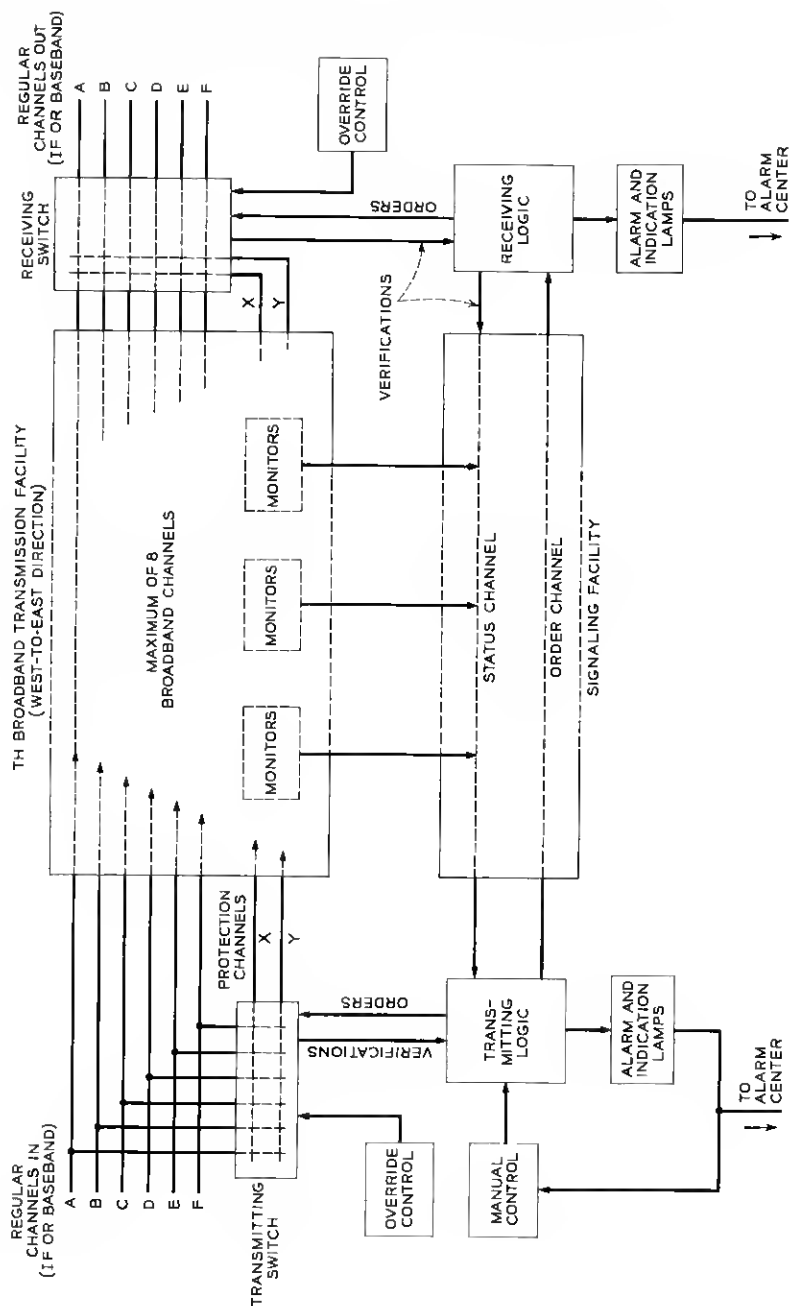 TH BROADBAND TRANSMISSION FACILITY
(WEST-TO-EAST DIRECTION)
REGULAR
CHANNELS IN
(IF OR BASEBAND)
A
B
C
D
E
F
TRANSMITTING
SWITCH
PROTECTION
CHANNELS
X
Y
MAXIMUM OF 8
BROADBAND CHANNELS
MONITORS
MONITORS
MONITORS
RECEIVING
SWITCH
REGULAR
CHANNELS OUT
(IF OR BASEBAND)
A
B
C
D
E
F
X
Y
OVERRIDE
CONTROL
VERIFICATIONS
ORDERS
OVERRIDE
CONTROL
VERIFICATIONS
ORDERS
MANUAL
CONTROL
TRANS-
MITTING
LOGIC
STATUS CHANNEL
ORDER CHANNEL
SIGNALING FACILITY
RECEIVING
LOGIC
ALARM AND
INDICATION
LAMPS
TO
ALARM
CENTER
ALARM AND
INDICATION
LAMPS
TO
ALARM
CENTER